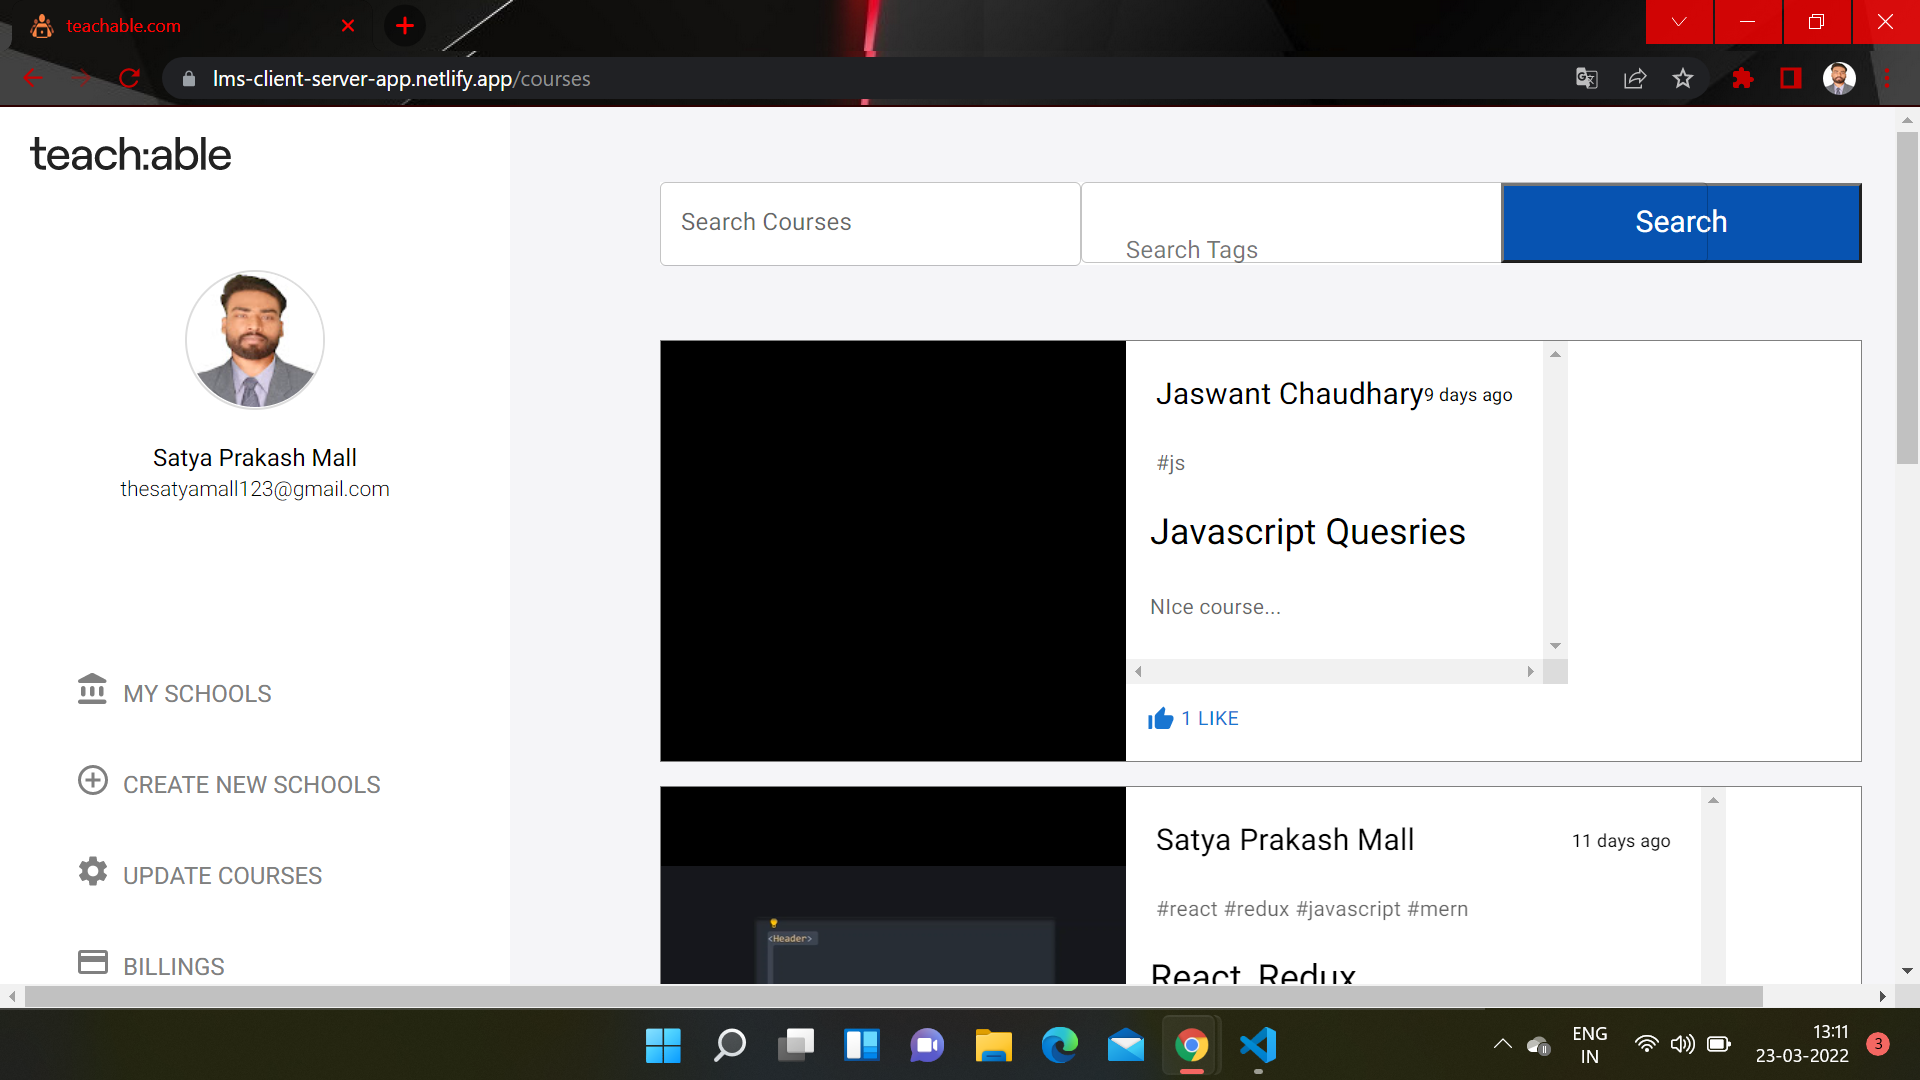 teachable.com
lms-client-server-app.netlify.app/courses
teach:able
Satya Prakash Mall
thesatyamall123@gmail.com
MY SCHOOLS
CREATE NEW SCHOOLS
UPDATE COURSES
BILLINGS
Search Courses
Search Tags
Search
Jaswant Chaudhary9 days ago
#js
Javascript Quesries
NIce course...
1 LIKE
<Header>
Satya Prakash Mall 11 days ago
#react #redux #javascript #mern
React, Redux
ENG
IN
13:11
23-03-2022
3